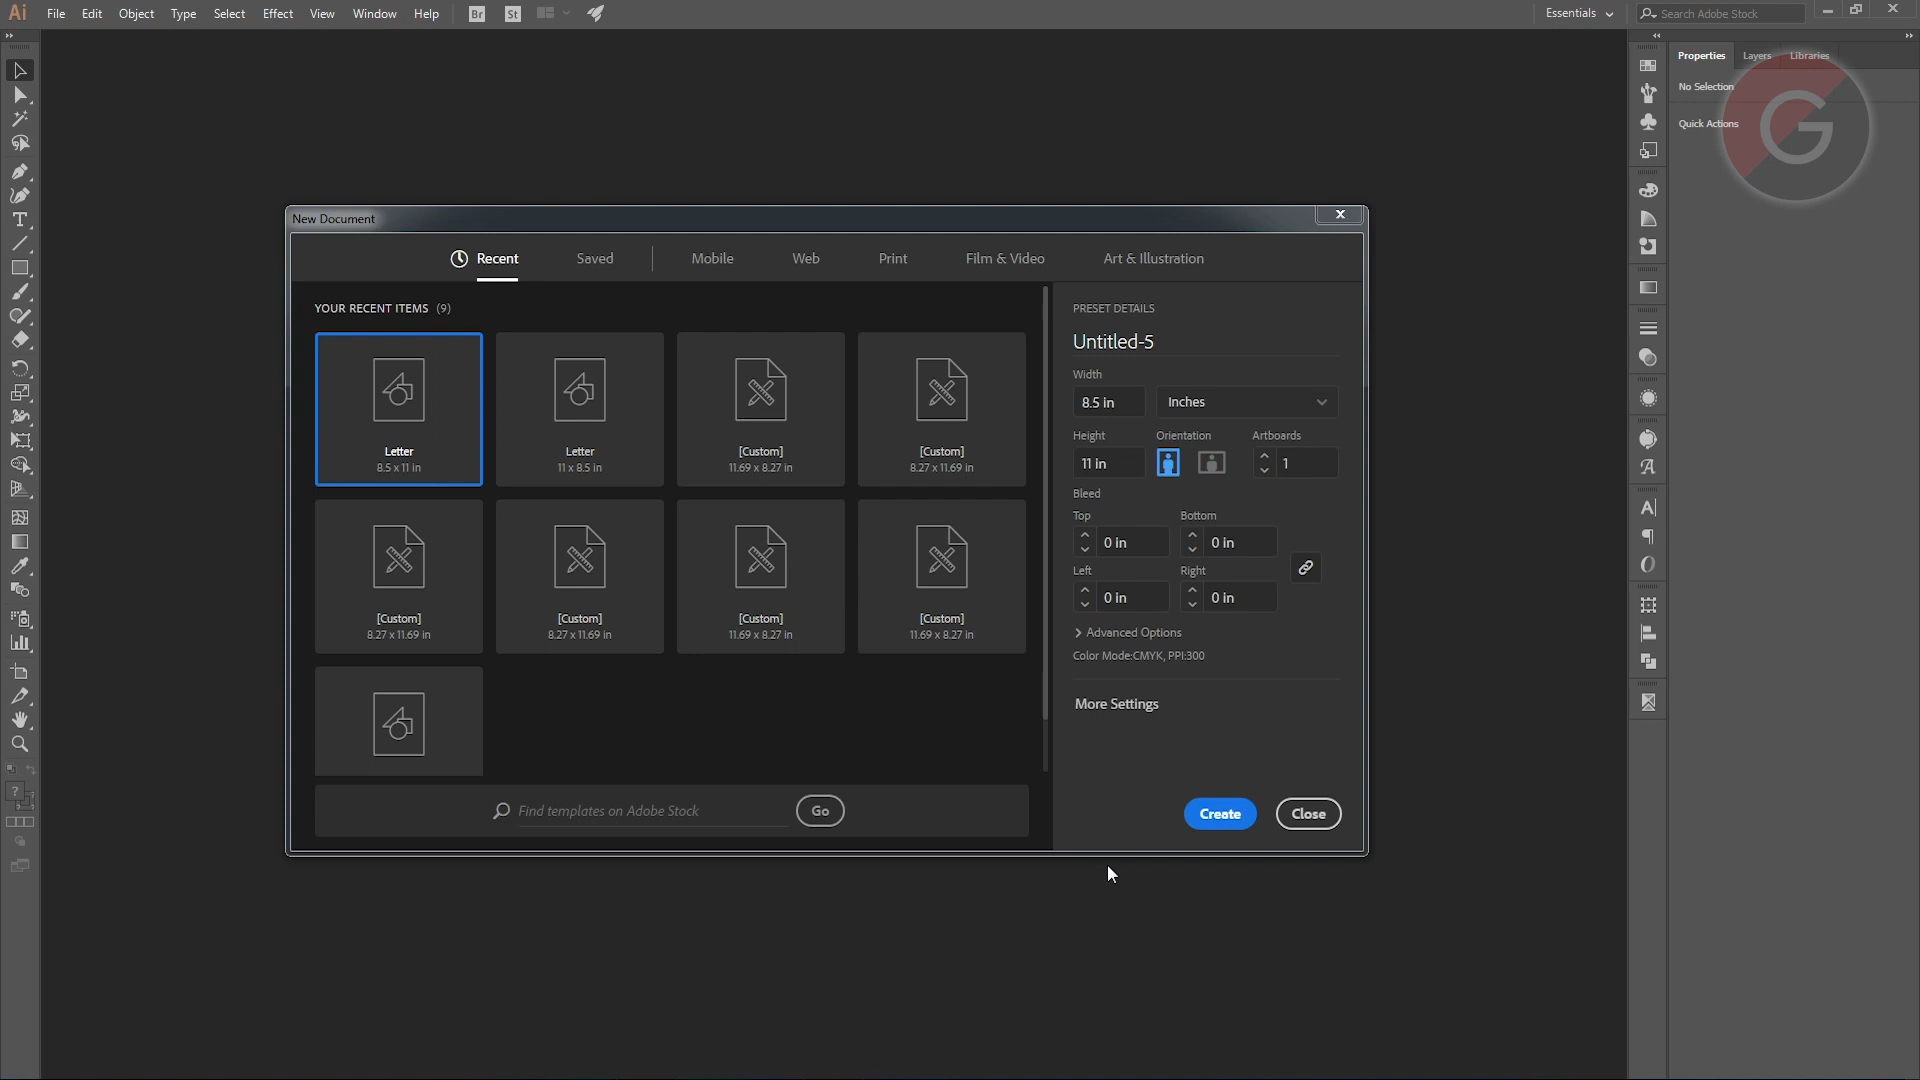 Ai File Edit Object Type Select Effect View Window Help Br St Essentials Search Adobe Stock
Properties Layers Libraries
No Selection
Quick Actions
G
New Document
Recent Saved Mobile Web Print Film & Video Art & Illustration
YOUR RECENT ITEMS (9)
Letter
8.5 x 11 in
Letter
11 x 8.5 in
[Custom]
11.69 x 8.27 in
[Custom]
8.27 x 11.69 in
[Custom]
8.27 x 11.69 in
[Custom]
8.27 x 11.69 in
[Custom]
11.69 x 8.27 in
[Custom]
11.69 x 8.27 in
Find templates on Adobe Stock Go
PRESET DETAILS
Untitled-5
Width
8.5 in Inches
Height Orientation Artboards
11 in 1
Bleed
Top Bottom
0 in 0 in
Left Right
0 in 0 in
Advanced Options
Color Mode:CMYK, PPI:300
More Settings
Create Close